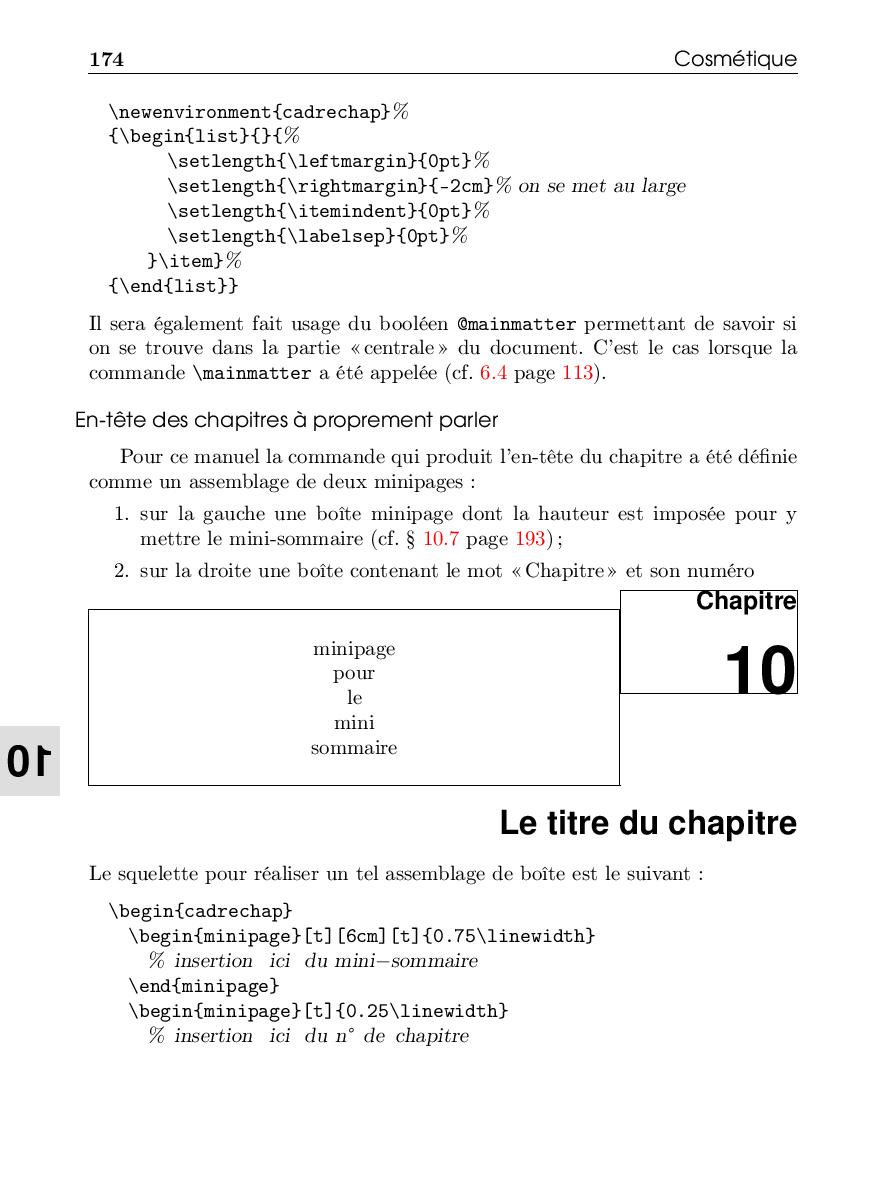 174 Cosmétique
\newenvironment{cadrechap}%
{\begin{list}{}{%
\setlength{\leftmargin}{0pt}%
\setlength{\rightmargin}{-2cm}% on se met au large
\setlength{\itemindent}{0pt}%
\setlength{\labelsep}{0pt}%
}\item}%
{\end{list}}
Il sera également fait usage du booléen @mainmatter permettant de savoir si
on se trouve dans la partie « centrale » du document. C'est le cas lorsque la
commande \mainmatter a été appelée (cf. 6.4 page 113).
En-tête des chapitres à proprement parler
Pour ce manuel la commande qui produit l'en-tête du chapitre a été définie
comme un assemblage de deux minipages :
1. sur la gauche une boîte minipage dont la hauteur est imposée pour y
mettre le mini-sommaire (cf. § 10.7 page 193) ;
2. sur la droite une boîte contenant le mot « Chapitre » et son numéro
Chapitre
10
minipage
pour
le
mini
sommaire
10
Le titre du chapitre
Le squelette pour réaliser un tel assemblage de boîte est le suivant :
\begin{cadrechap}
\begin{minipage}[t][6cm][t]{0.75\linewidth}
% insertion ici du mini−sommaire
\end{minipage}
\begin{minipage}[t]{0.25\linewidth}
% insertion ici du n° de chapitre